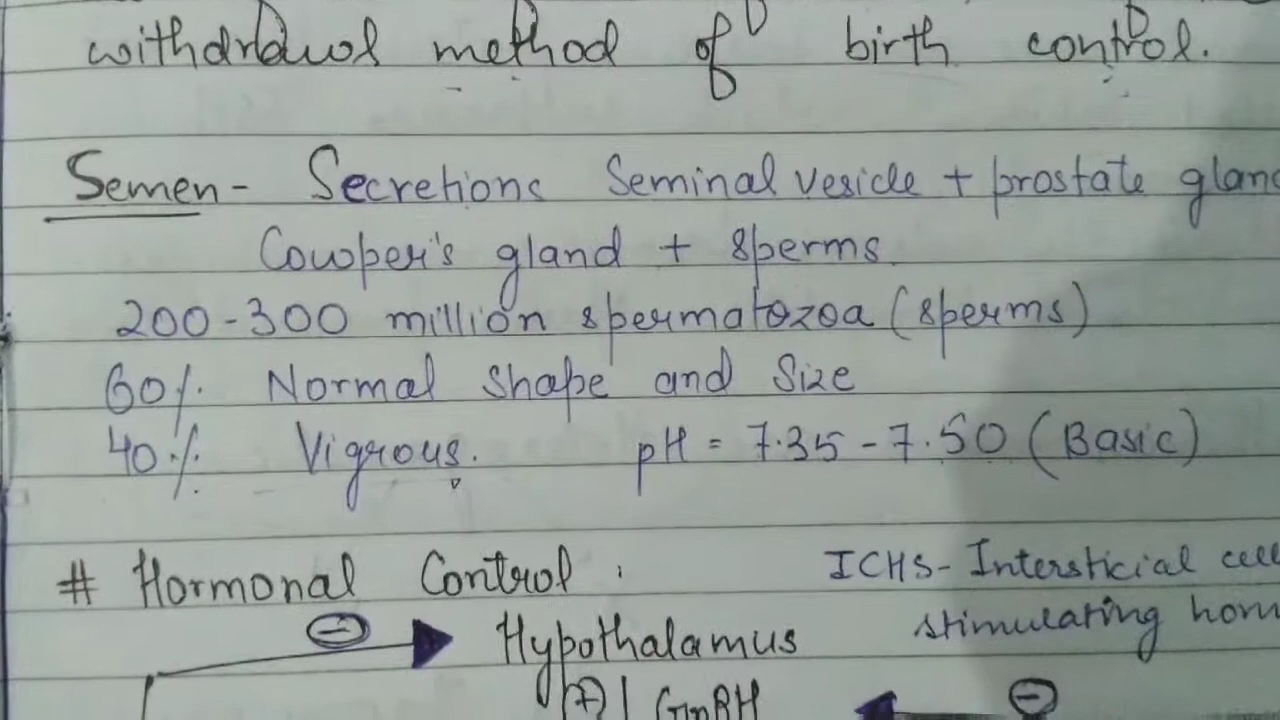 withdrawol method of birth control.
Semen - Secretions Seminal vesicle + prostate gland
Cowper's gland + sperms
200-300 million spermatozoa (sperms)
60% Normal shape and size
40% Vigrous. pH = 7.35 - 7.50 (Basic)
# Hormonal Control :
ICHS - Intersticial cell
stimulating horm
⊖ Hypothalamus
(+) GnRH ⊖